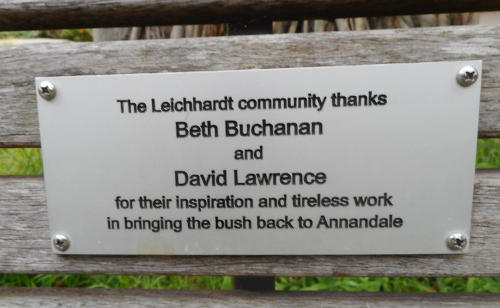 The Leichhardt community thanks
Beth Buchanan
and
David Lawrence
for their inspiration and tireless work
in bringing the bush back to Annandale